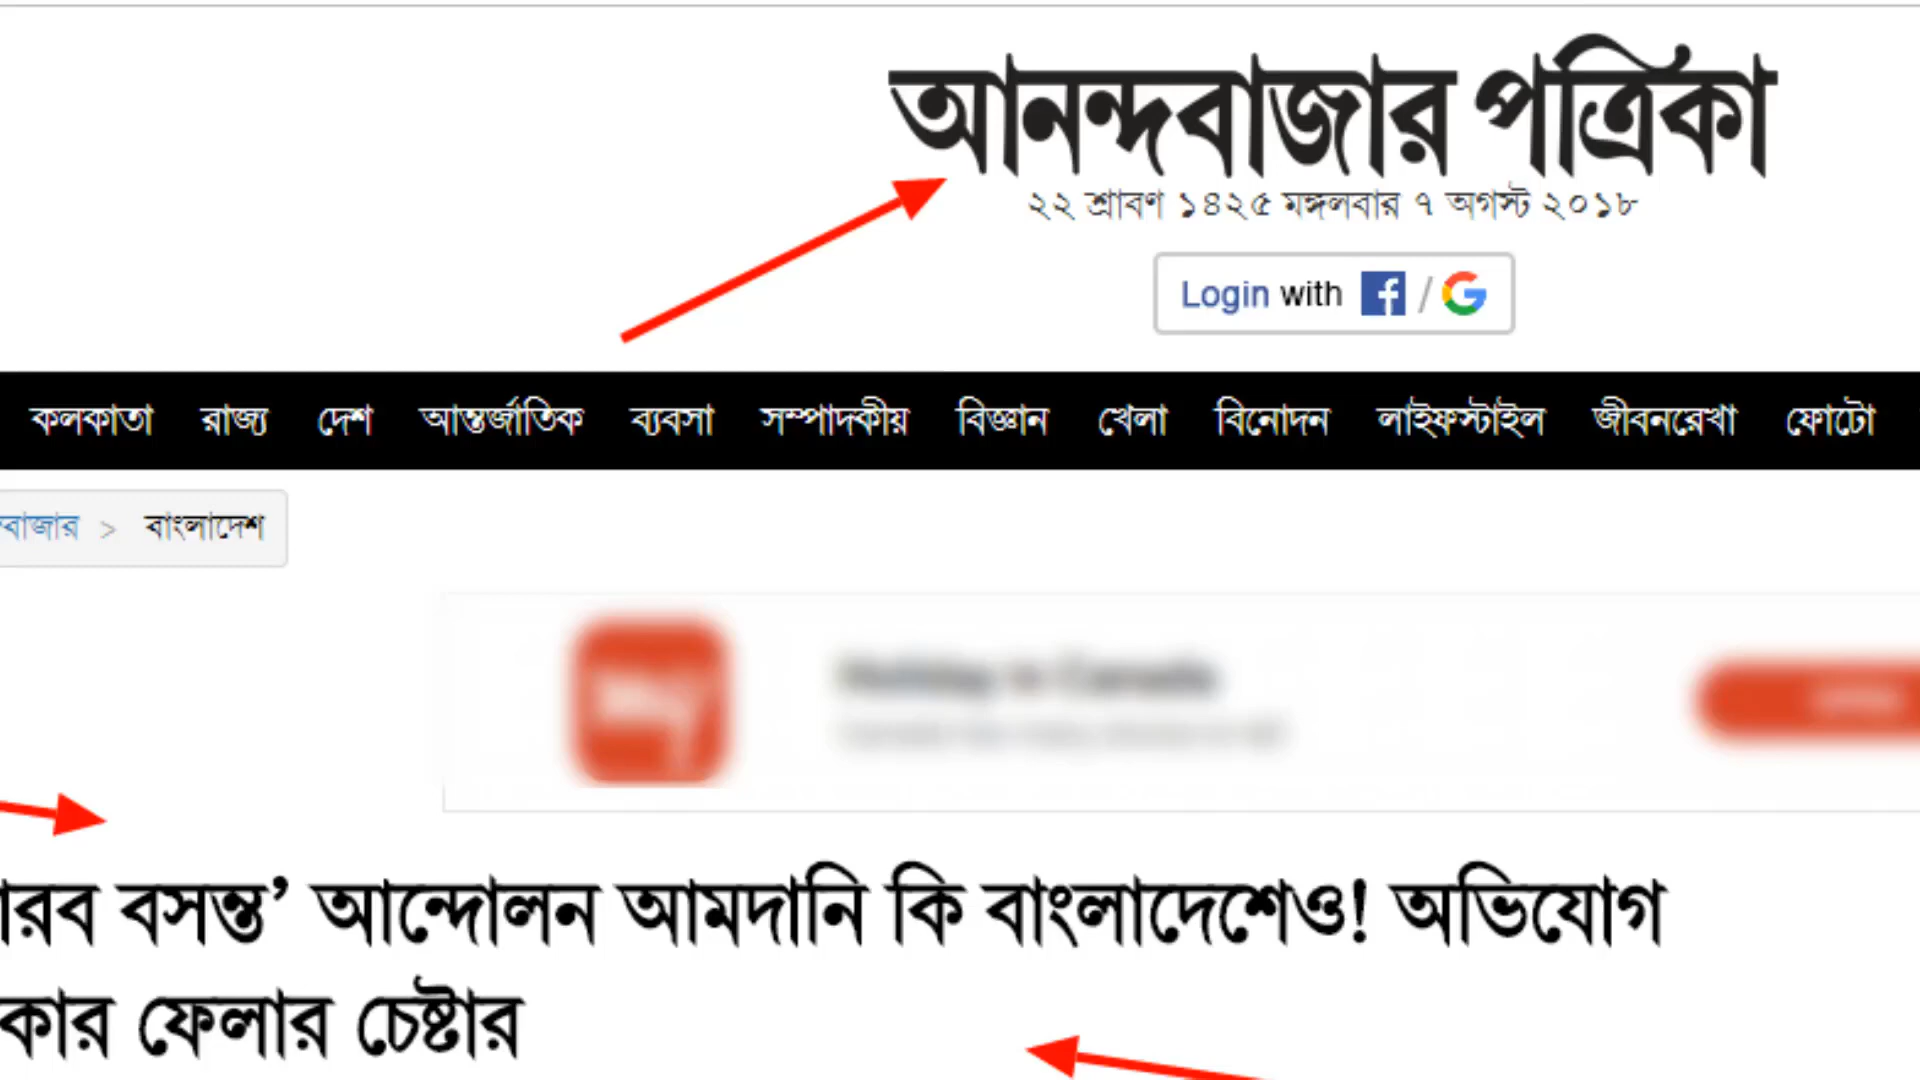 আনন্দবাজার পত্রিকা
২২ শ্রাবণ ১৪২৫ মঙ্গলবার ৭ অগস্ট ২০১৮
Login with f / G
কলকাতা রাজ্য দেশ আন্তর্জাতিক ব্যবসা সম্পাদকীয় বিজ্ঞান খেলা বিনোদন লাইফস্টাইল জীবনরেখা ফোটো
বাজার > বাংলাদেশ
রব বসন্ত’ আন্দোলন আমদানি কি বাংলাদেশেও! অভিযোগ
কার ফেলার চেষ্টার